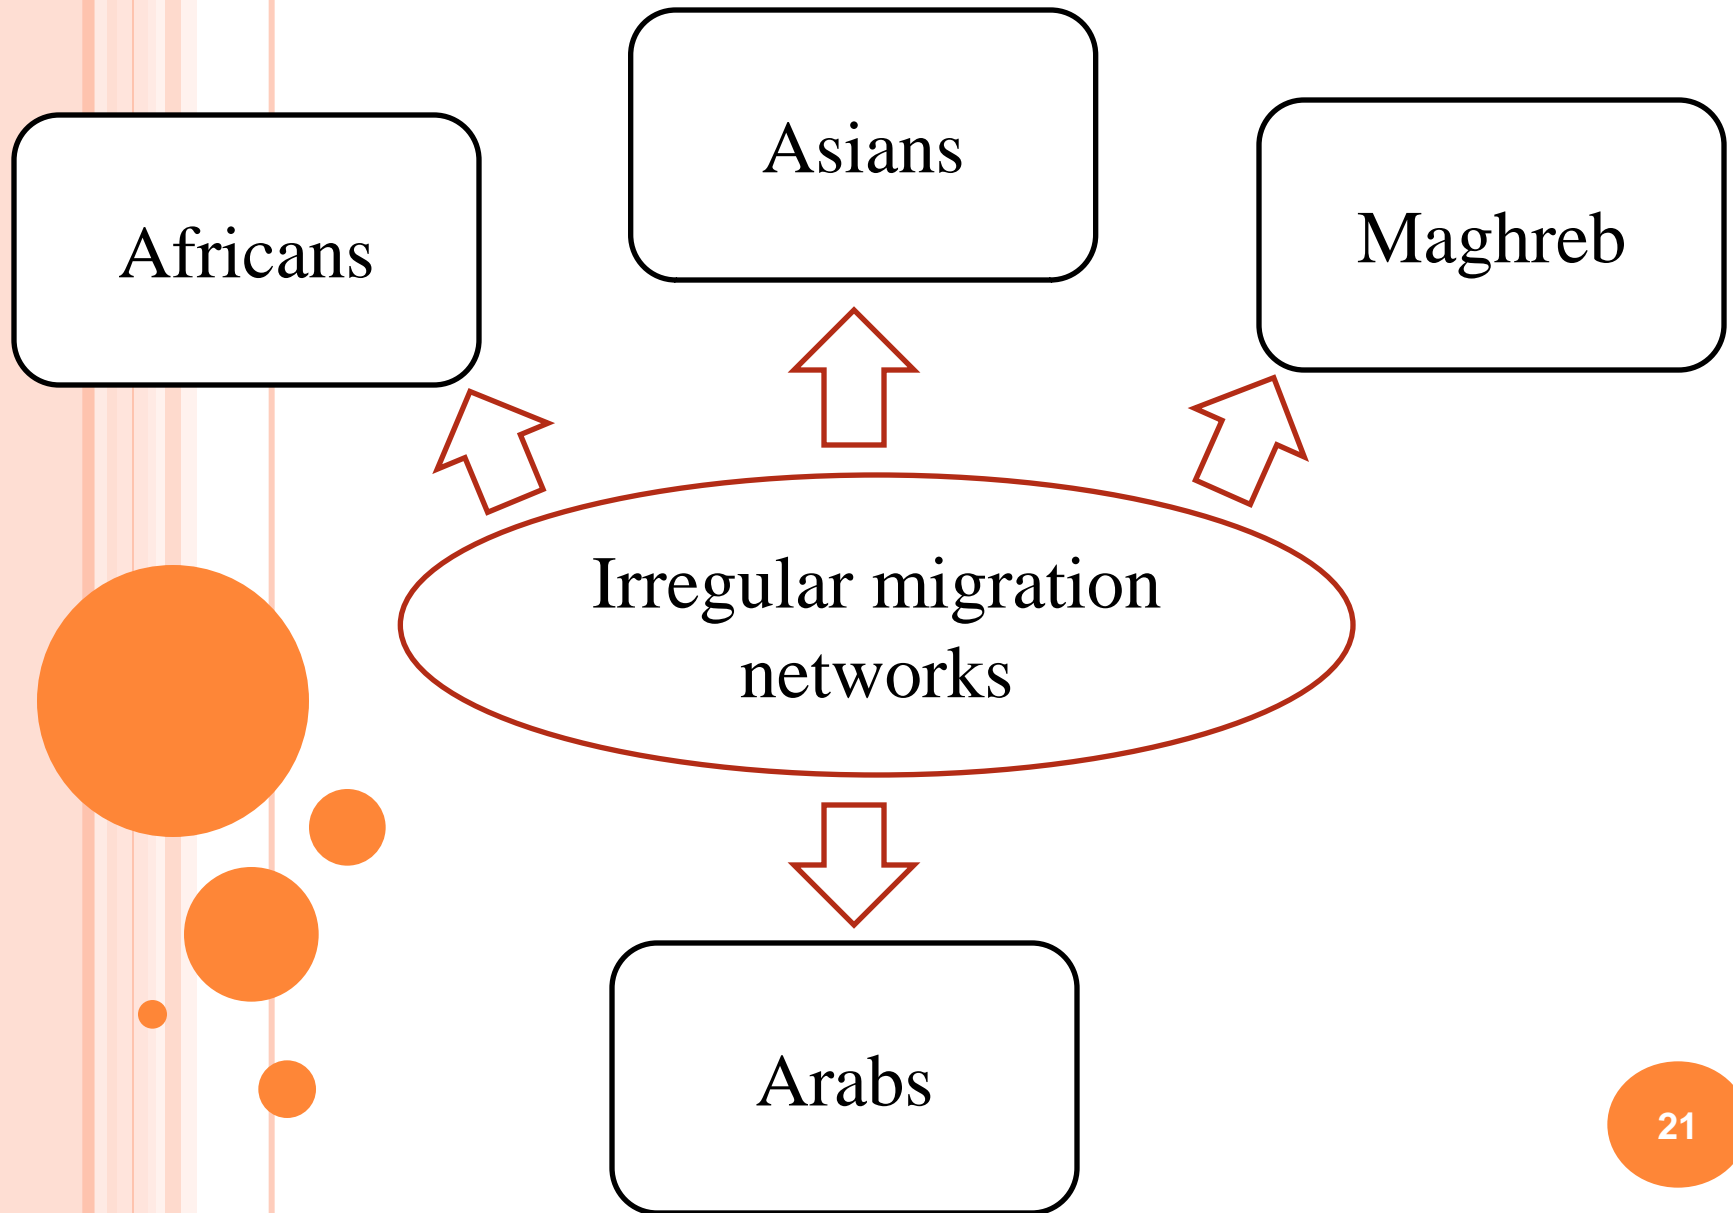 Asians
Africans
Maghreb
Irregular migration
networks
Arabs
21